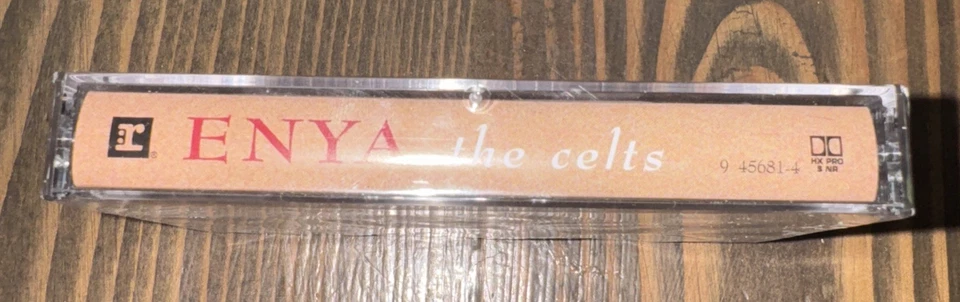 r ® ENYA the celts 9 45681-4
HX PRO
B NR